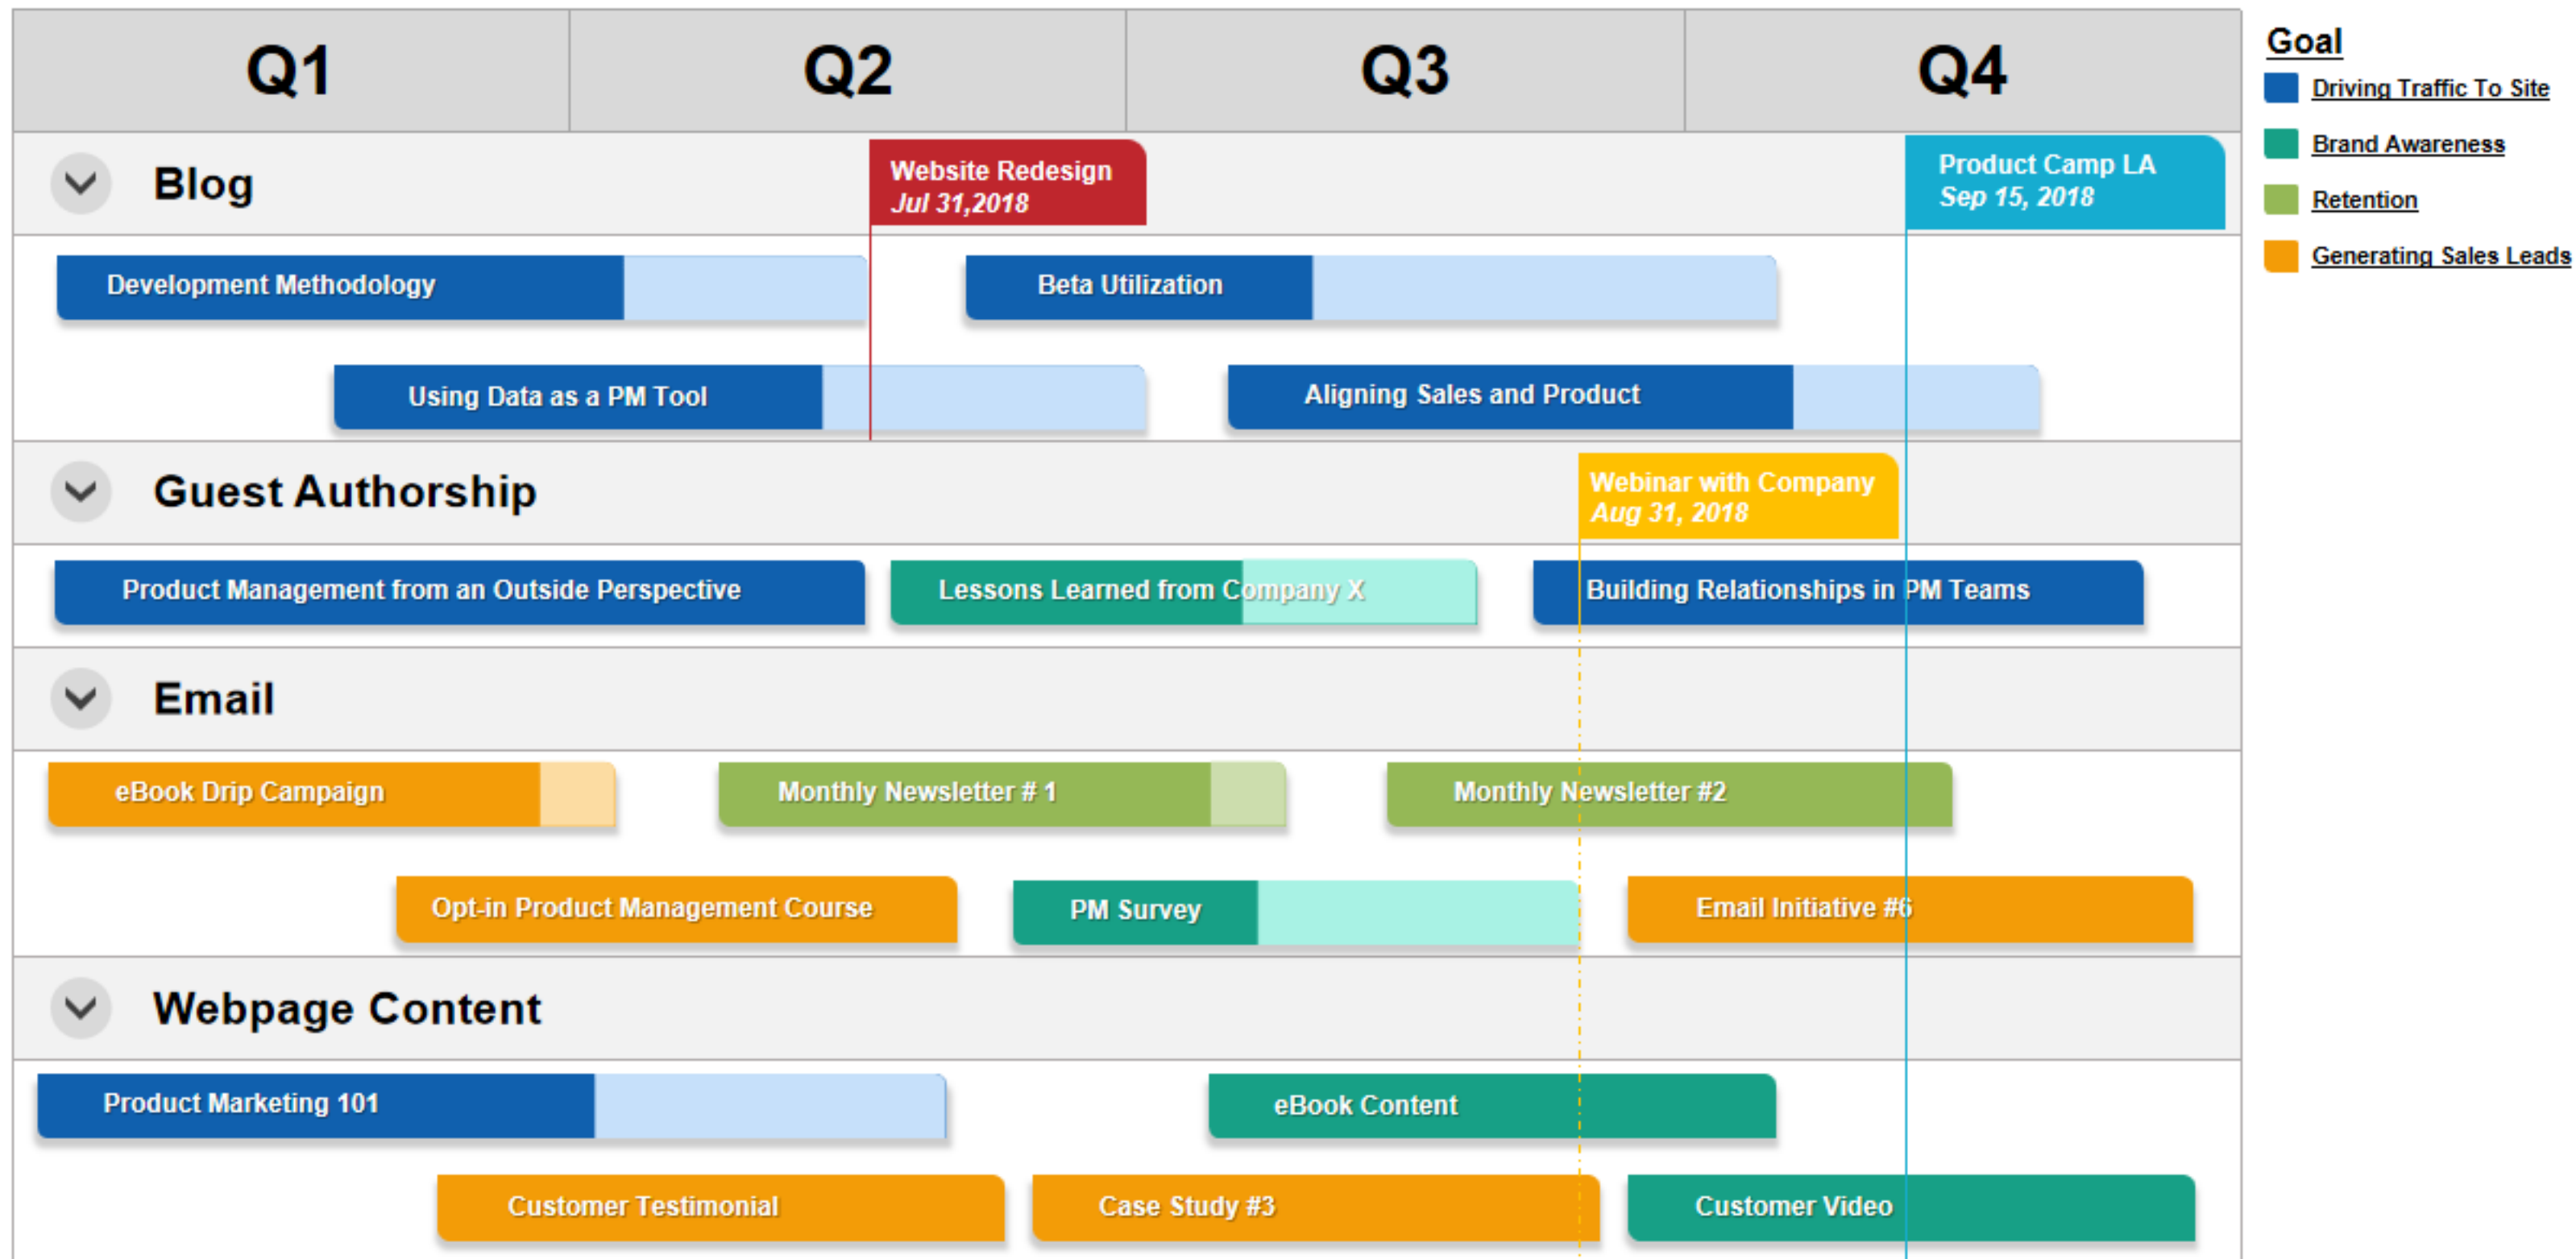 Q1
Q2
Q3
Q4
Goal
Driving Traffic To Site
Brand Awareness
Retention
Generating Sales Leads
Blog
Website Redesign
Jul 31,2018
Product Camp LA
Sep 15, 2018
Development Methodology
Beta Utilization
Using Data as a PM Tool
Aligning Sales and Product
Guest Authorship
Webinar with Company
Aug 31, 2018
Product Management from an Outside Perspective
Lessons Learned from Company X
Building Relationships in PM Teams
Email
eBook Drip Campaign
Monthly Newsletter # 1
Monthly Newsletter #2
Opt-in Product Management Course
PM Survey
Email Initiative #6
Webpage Content
Product Marketing 101
eBook Content
Customer Testimonial
Case Study #3
Customer Video